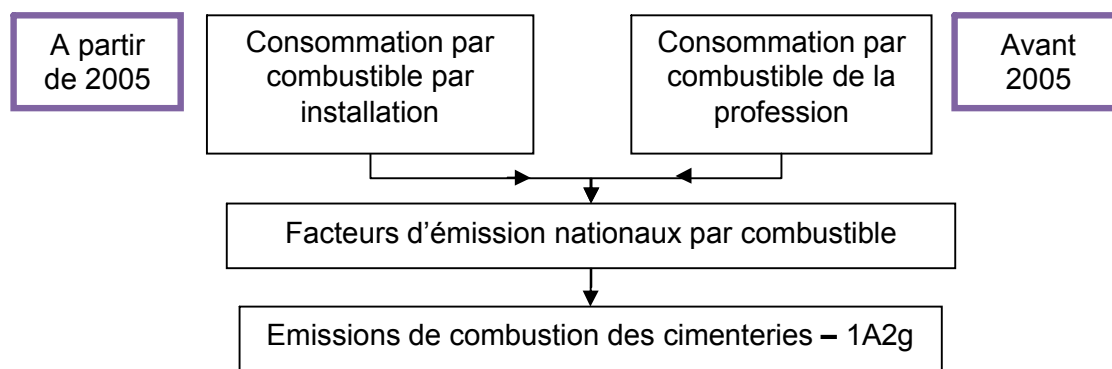 A partir
de 2005
Consommation par
combustible par
installation
Consommation par
combustible de la
profession
Avant
2005
Facteurs d’émission nationaux par combustible
Emissions de combustion des cimenteries – 1A2g